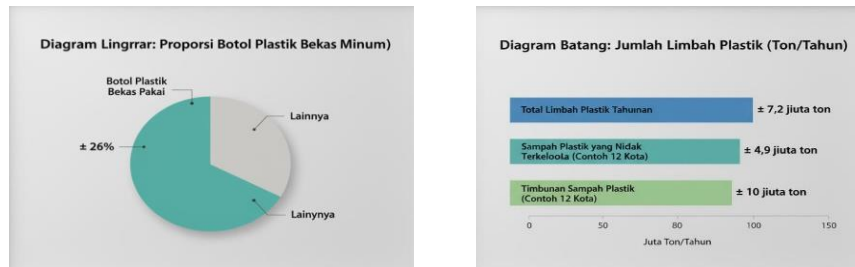 Diagram Lingrrar: Proporsi Botol Plastik Bekas Minum)
Botol Plastik
Bekas Pakai
Lainnya
± 26%
Lainynya
Diagram Batang: Jumlah Limbah Plastik (Ton/Tahun)
Total Limbah Plastik Tahuınan
± 7,2 jiuta ton
Sampah Plastik yang Nidak
Terkeloola (Contoh 12 Kota)
± 4,9 jiuta ton
Timbunan Sampah Plastik
(Contoh 12 Kota)
± 10 jiuta ton
0 50 80 100 150
Juta Ton/Tahun